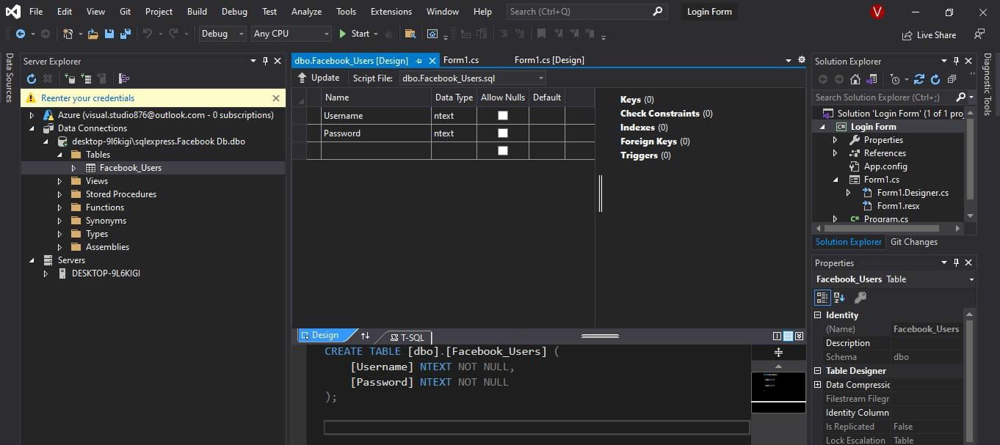 File Edit View Git Project Build Debug Test Analyze Tools Extensions Window Help Search (Ctrl+Q) Login Form V
Debug Any CPU Start Live Share
Data Sources
Server Explorer
Reenter your credentials
Azure (visual.studio876@outlook.com - 0 subscriptions)
Data Connections
desktop-9l6kigi\sqlexpress.Facebook Db.dbo
Tables
Facebook_Users
Views
Stored Procedures
Functions
Synonyms
Types
Assemblies
Servers
DESKTOP-9L6KIGI
dbo.Facebook_Users [Design] Form1.cs Form1.cs [Design]
Update Script File: dbo.Facebook_Users.sql
Name Data Type Allow Nulls Default
Username ntext
Password ntext
Keys (0)
Check Constraints (0)
Indexes (0)
Foreign Keys (0)
Triggers (0)
Design T-SQL
CREATE TABLE [dbo].[Facebook_Users] (
[Username] NTEXT NOT NULL,
[Password] NTEXT NOT NULL
);
Solution Explorer
Search Solution Explorer (Ctrl+;)
Solution 'Login Form' (1 of 1 proj
C# Login Form
Properties
References
App.config
Form1.cs
Form1.Designer.cs
Form1.resx
C# Program.cs
Solution Explorer Git Changes
Properties
Facebook_Users Table
Identity
(Name) Facebook_Users
Description
Schema dbo
Table Designer
Data Compressic
Filestream Filegr
Identity Column
Is Replicated False
Lock Escalation Table
Diagnostic Tools